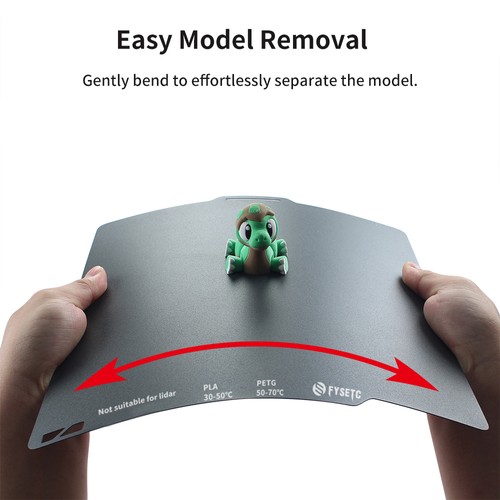 Easy Model Removal
Gently bend to effortlessly separate the model.
Not suitable for lidar
PLA
30-50℃
PETG
50-70℃
FYSETC